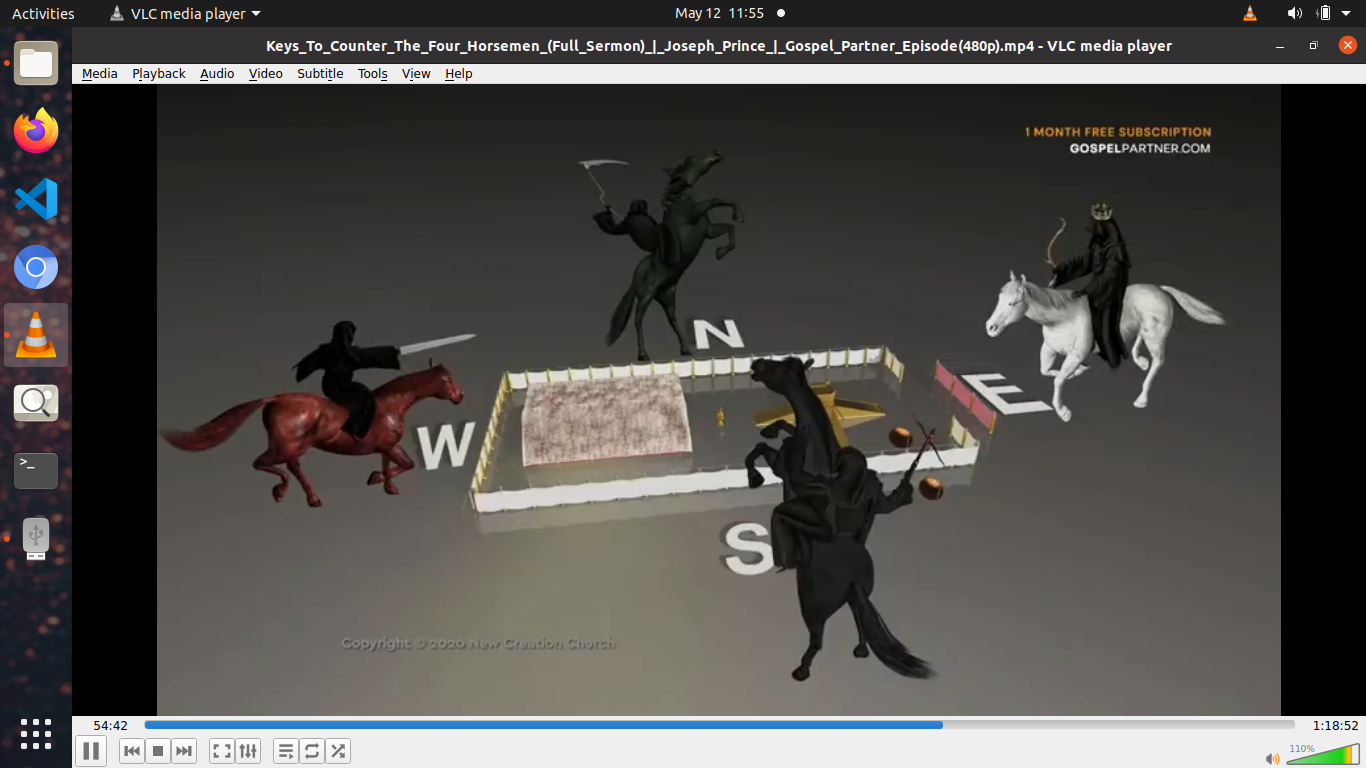 Activities
VLC media player
May 12 11:55
Keys_To_Counter_The_Four_Horsemen_(Full_Sermon)_|_Joseph_Prince_|_Gospel_Partner_Episode(480p).mp4 - VLC media player
Media Playback Audio Video Subtitle Tools View Help
1 MONTH FREE SUBSCRIPTION
GOSPELPARTNER.COM
N
E
W
S
Copyright © 2020 New Creation Church
>_
54:42
1:18:52
110%